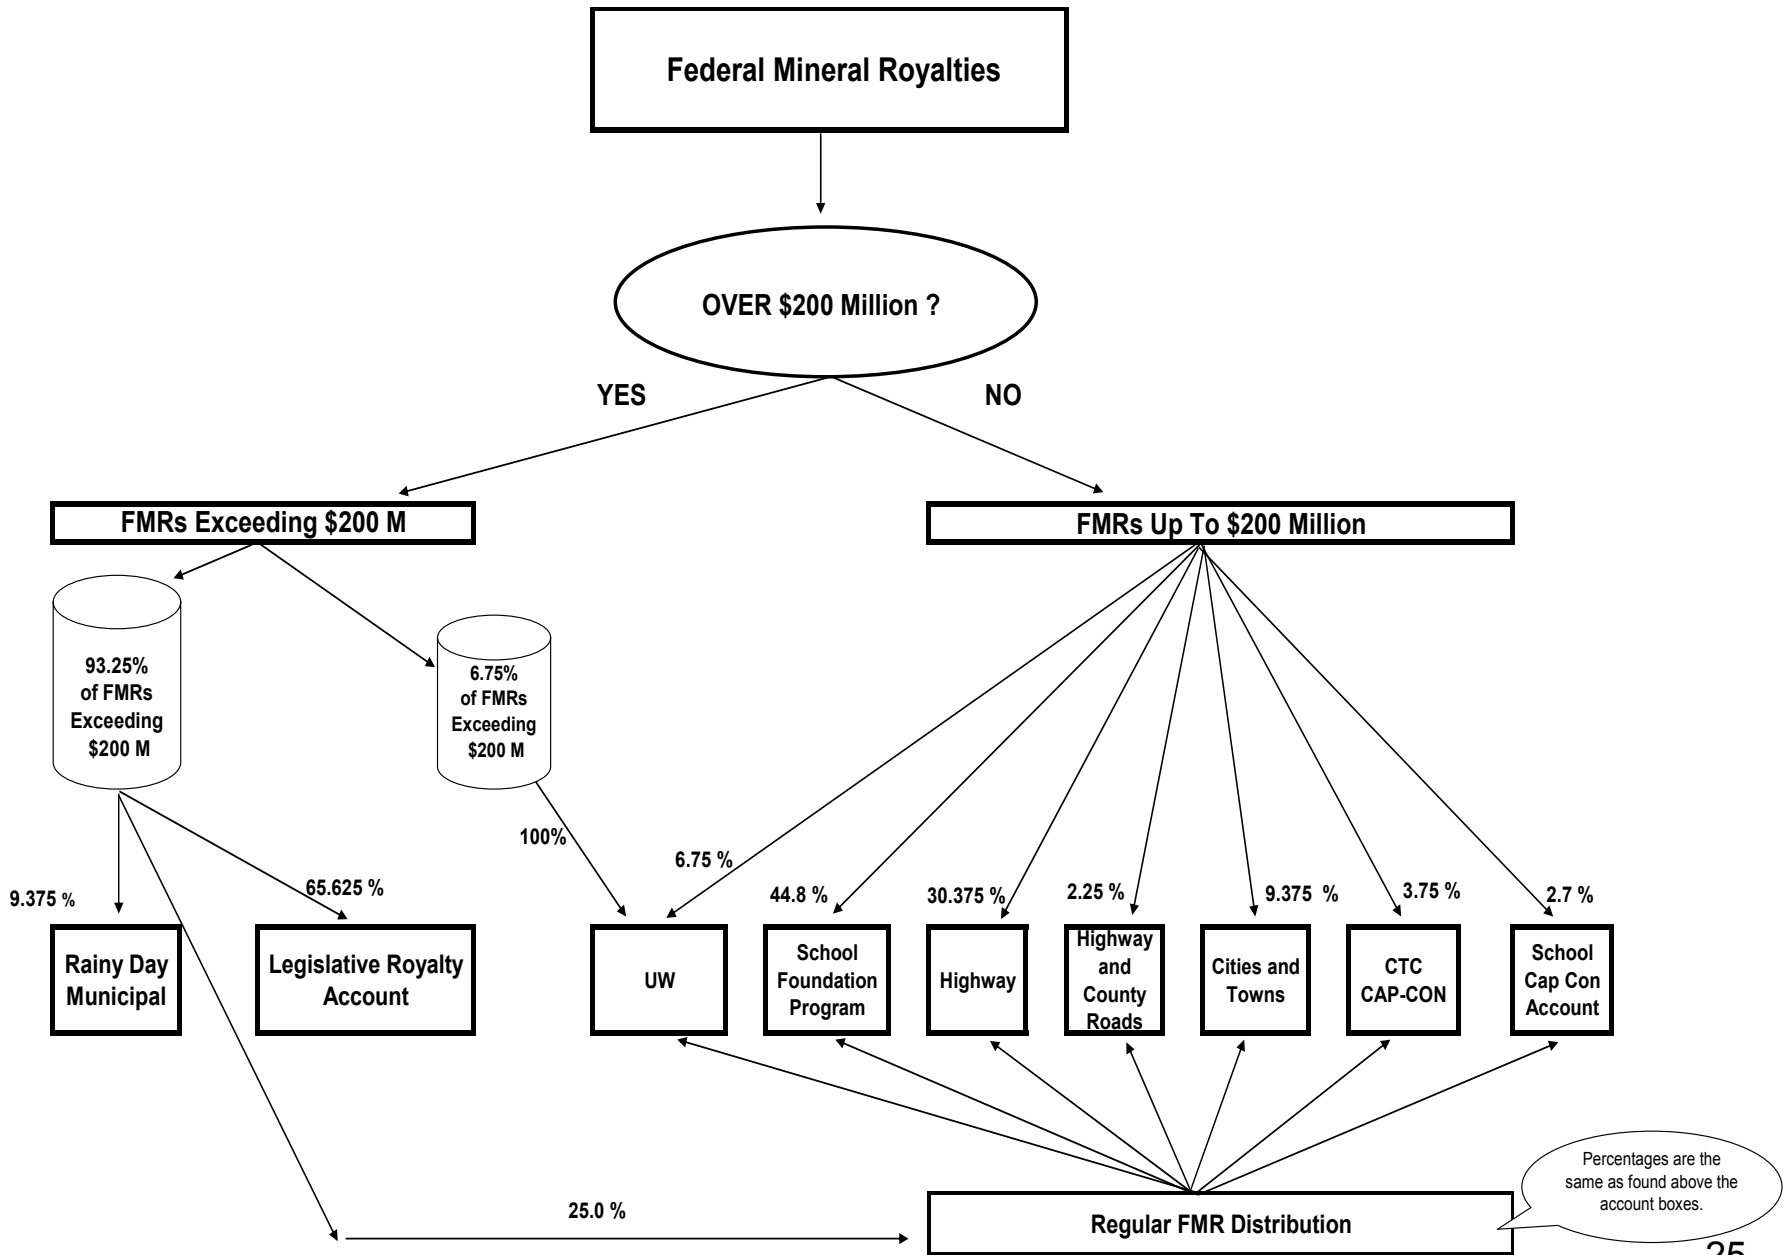 Federal Mineral Royalties
OVER $200 Million ?
YES
NO
FMRs Exceeding $200 M
FMRs Up To $200 Million
93.25%
of FMRs
Exceeding
$200 M
6.75%
of FMRs
Exceeding
$200 M
100%
6.75 %
9.375 %
65.625 %
44.8 %
30.375 %
2.25 %
9.375 %
3.75 %
2.7 %
Rainy Day
Municipal
Legislative Royalty
Account
UW
School
Foundation
Program
Highway
Highway
and
County
Roads
Cities and
Towns
CTC
CAP-CON
School
Cap Con
Account
25.0 %
Regular FMR Distribution
Percentages are the
same as found above the
account boxes.
25